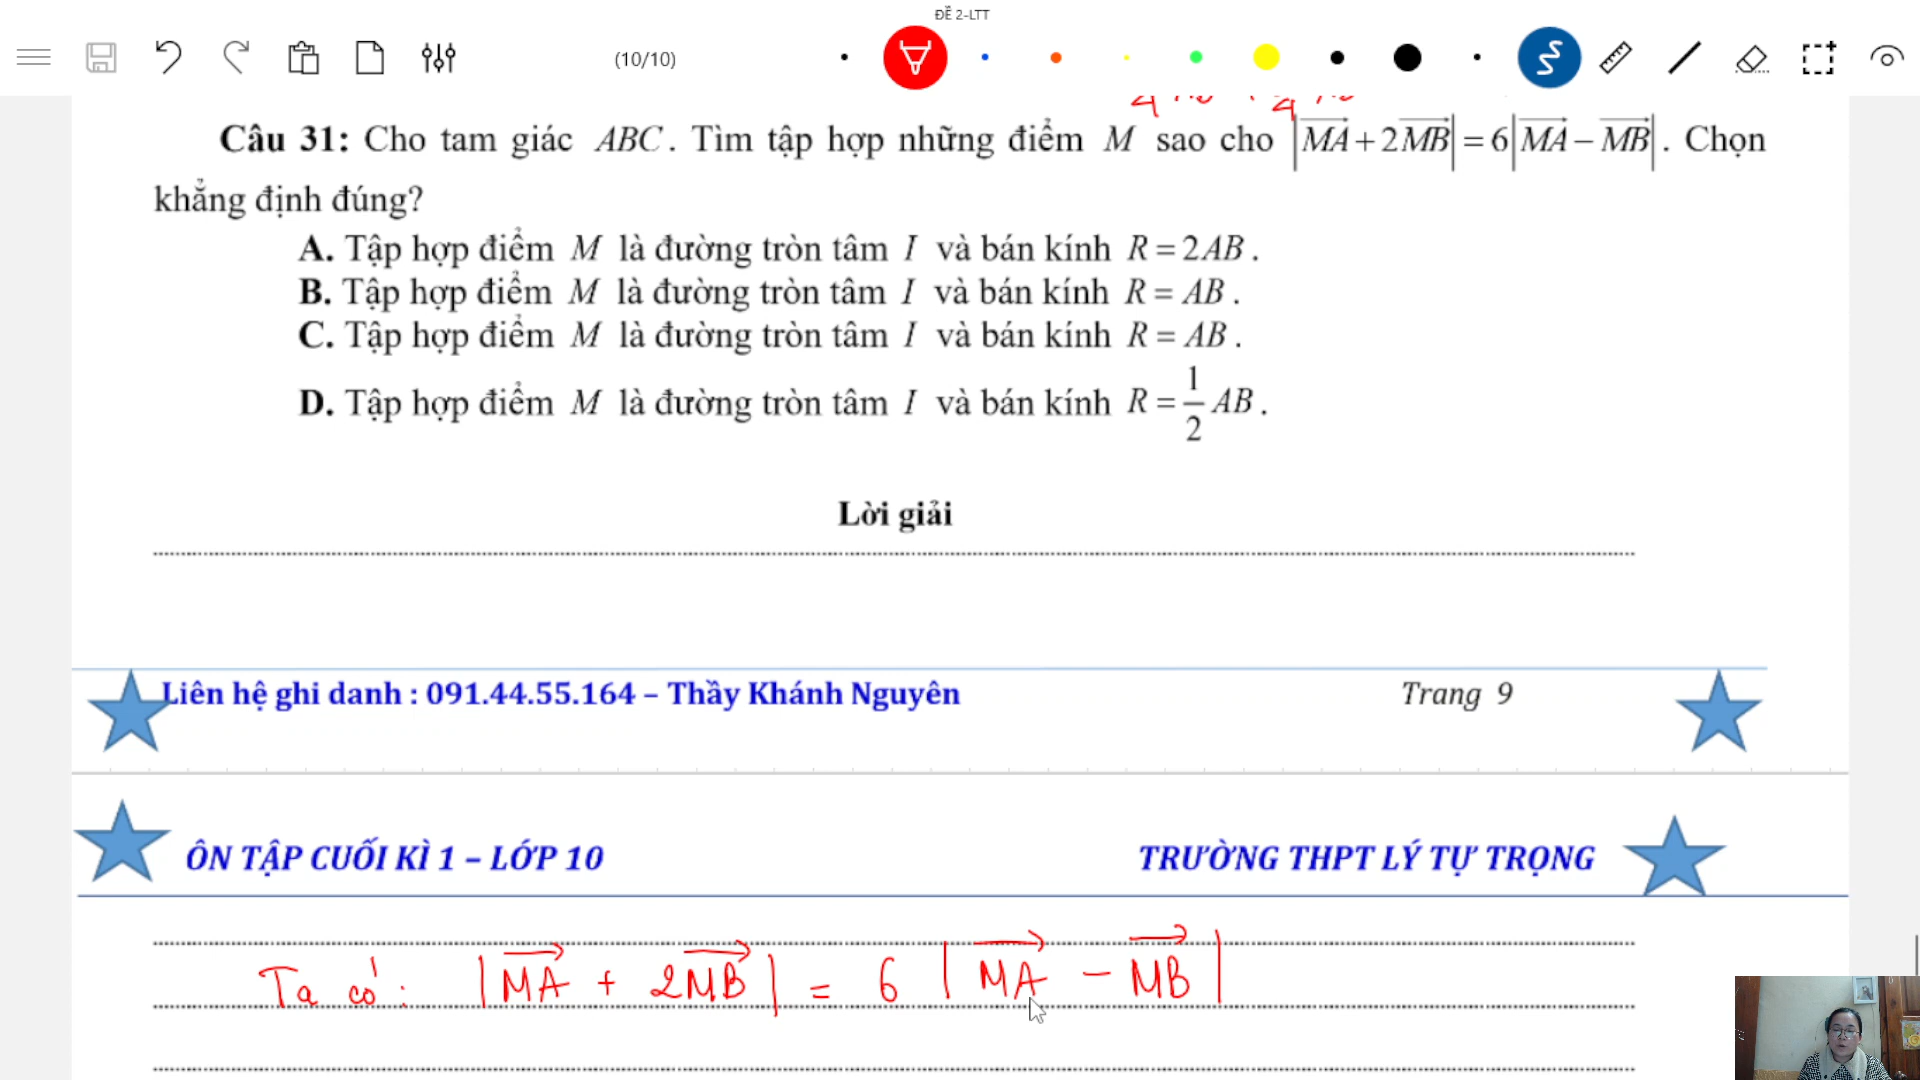 ĐỀ 2-LTT
(10/10)
Câu 31: Cho tam giác ABC. Tìm tập hợp những điểm M sao cho |MA⃗ + 2MB⃗| = 6|MA⃗ − MB⃗|. Chọn
khẳng định đúng?
A. Tập hợp điểm M là đường tròn tâm I và bán kính R = 2AB.
B. Tập hợp điểm M là đường tròn tâm I và bán kính R = AB.
C. Tập hợp điểm M là đường tròn tâm I và bán kính R = AB.
D. Tập hợp điểm M là đường tròn tâm I và bán kính R = 1/2 AB.
Lời giải
Liên hệ ghi danh : 091.44.55.164 – Thầy Khánh Nguyên Trang 9
ÔN TẬP CUỐI KÌ 1 – LỚP 10 TRƯỜNG THPT LÝ TỰ TRỌNG
Ta có: |MA⃗ + 2MB⃗| = 6 |MA⃗ − MB⃗|